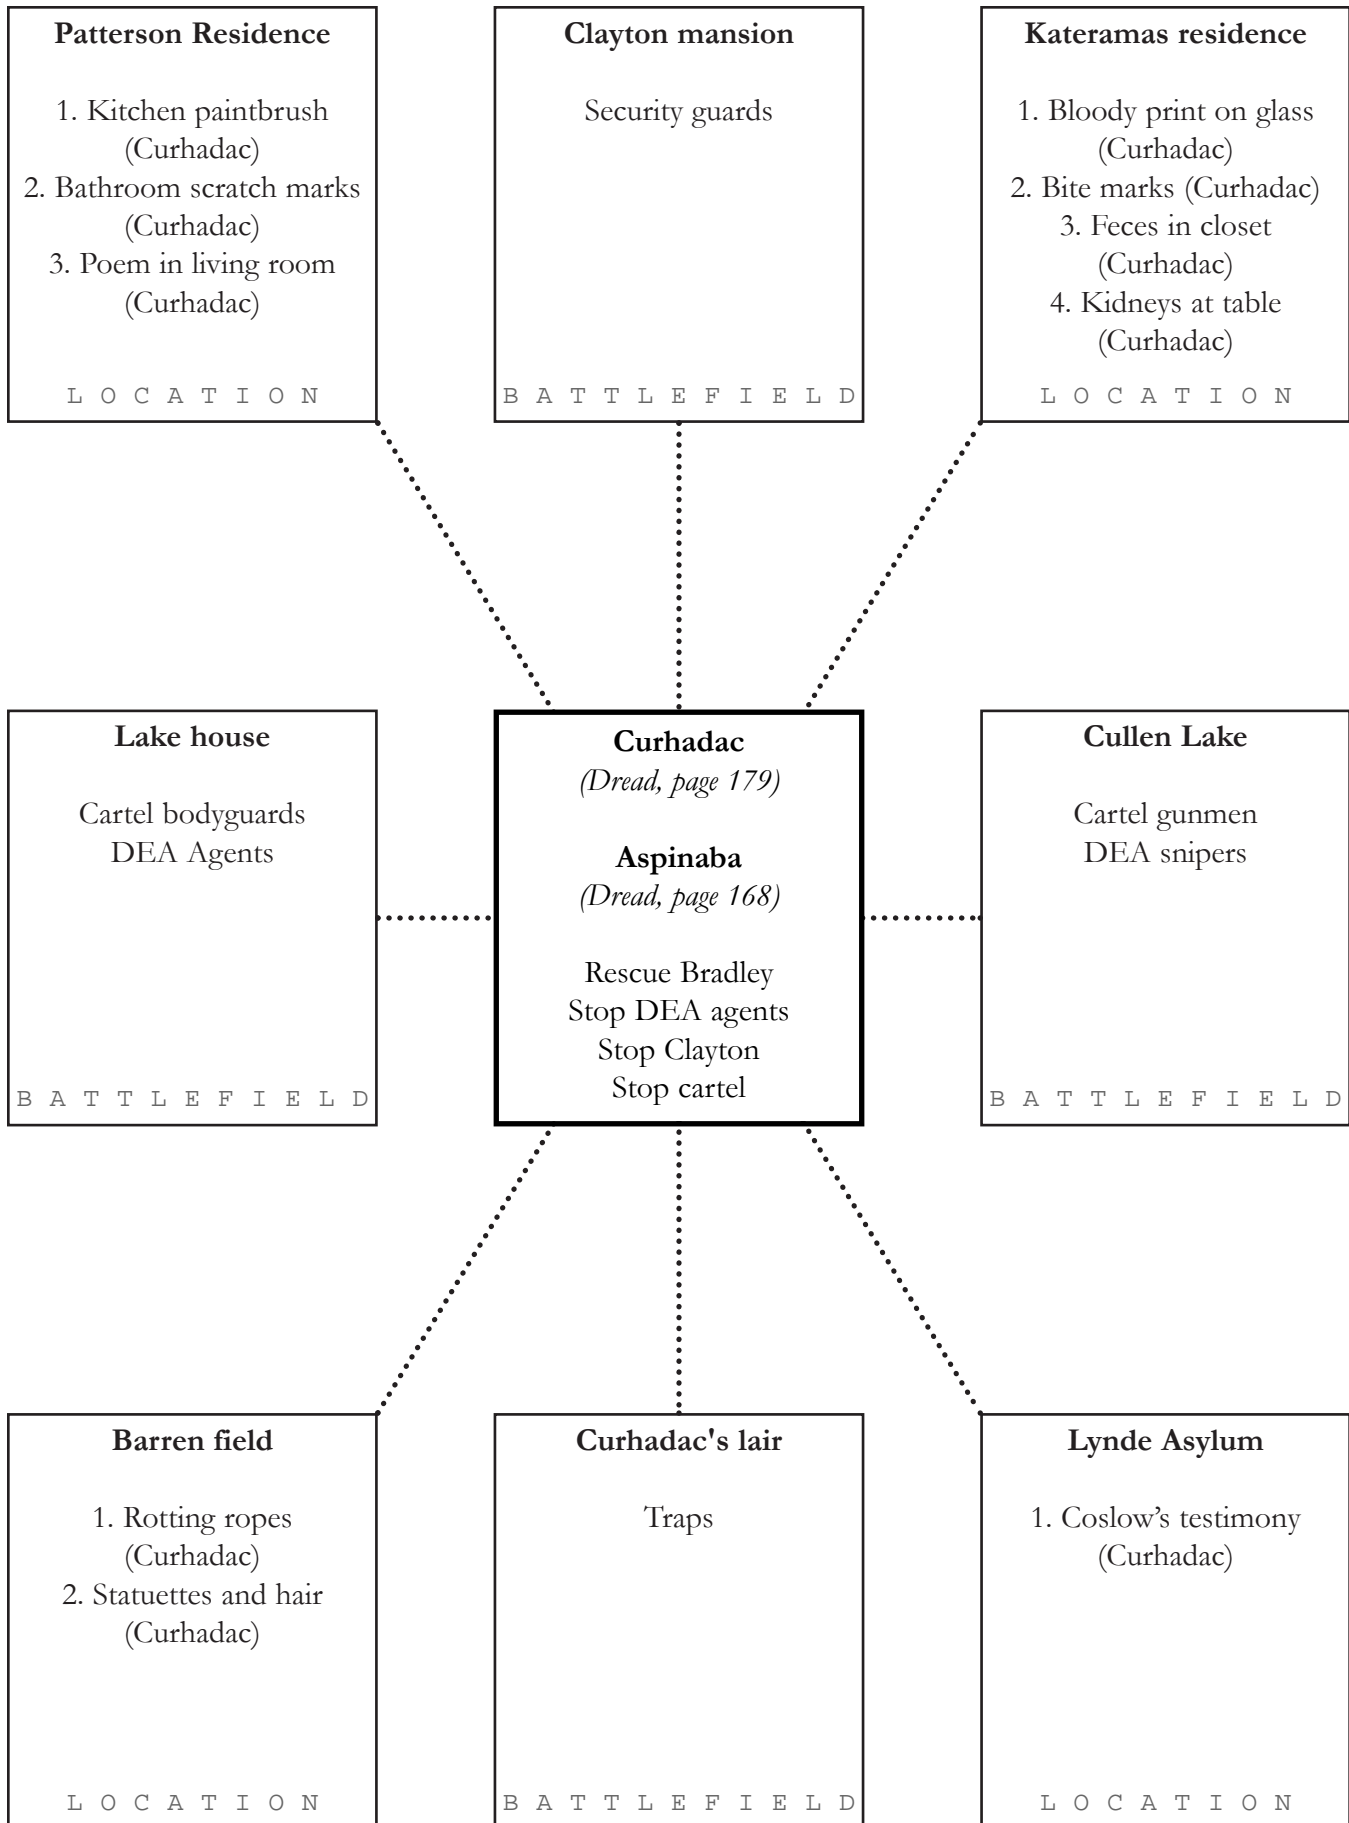 Patterson Residence
1. Kitchen paintbrush
(Curhadac)
2. Bathroom scratch marks
(Curhadac)
3. Poem in living room
(Curhadac)
LOCATION
Clayton mansion
Security guards
BATTLEFIELD
Kateramas residence
1. Bloody print on glass
(Curhadac)
2. Bite marks (Curhadac)
3. Feces in closet
(Curhadac)
4. Kidneys at table
(Curhadac)
LOCATION
Lake house
Cartel bodyguards
DEA Agents
BATTLEFIELD
Curhadac
(Dread, page 179)
Aspinaba
(Dread, page 168)
Rescue Bradley
Stop DEA agents
Stop Clayton
Stop cartel
Cullen Lake
Cartel gunmen
DEA snipers
BATTLEFIELD
Barren field
1. Rotting ropes
(Curhadac)
2. Statuettes and hair
(Curhadac)
LOCATION
Curhadac's lair
Traps
BATTLEFIELD
Lynde Asylum
1. Coslow’s testimony
(Curhadac)
LOCATION